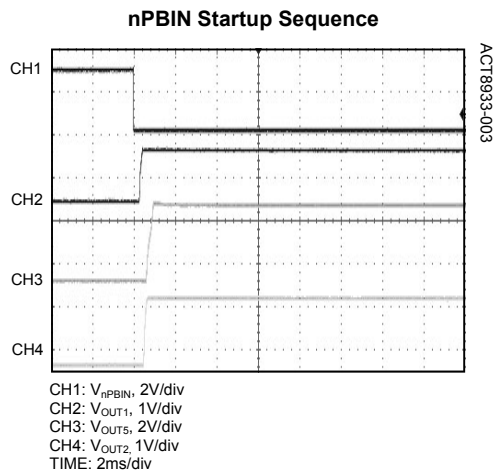 nPBIN Startup Sequence
CH1
CH2
CH3
CH4
ACT8933-003
CH1: VnPBIN, 2V/div
CH2: VOUT1, 1V/div
CH3: VOUT5, 2V/div
CH4: VOUT2, 1V/div
TIME: 2ms/div